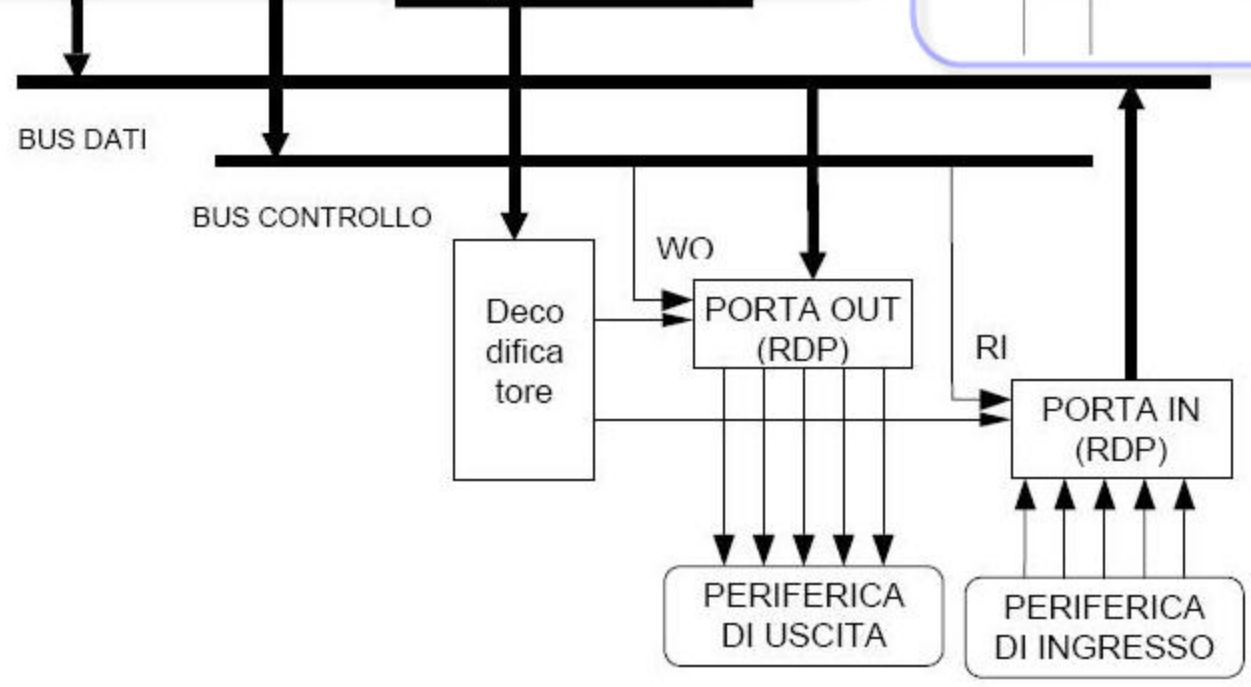 BUS DATI
BUS CONTROLLO
WO
Deco
difica
tore
PORTA OUT
(RDP)
RI
PORTA IN
(RDP)
PERIFERICA
DI USCITA
PERIFERICA
DI INGRESSO